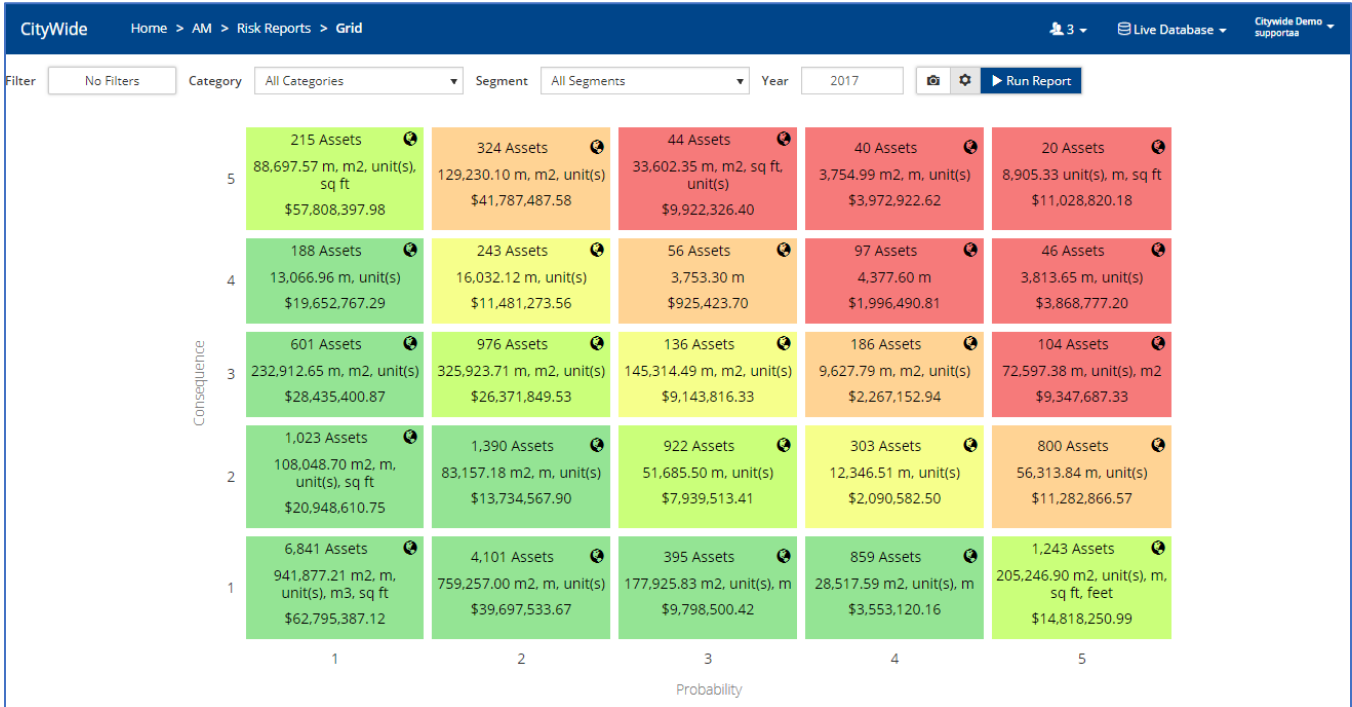 CityWide
Home > AM > Risk Reports > Grid
3
Live Database
Citywide Demo
supportaa
Filter
No Filters
Category
All Categories
Segment
All Segments
Year
2017
Run Report
Consequence
5
215 Assets
88,697.57 m, m2, unit(s),
sq ft
$57,808,397.98
324 Assets
129,230.10 m, m2, unit(s)
$41,787,487.58
44 Assets
33,602.35 m, m2, sq ft,
unit(s)
$9,922,326.40
40 Assets
3,754.99 m2, m, unit(s)
$3,972,922.62
20 Assets
8,905.33 unit(s), m, sq ft
$11,028,820.18
4
188 Assets
13,066.96 m, unit(s)
$19,652,767.29
243 Assets
16,032.12 m, unit(s)
$11,481,273.56
56 Assets
3,753.30 m
$925,423.70
97 Assets
4,377.60 m
$1,996,490.81
46 Assets
3,813.65 m, unit(s)
$3,868,777.20
3
601 Assets
232,912.65 m, m2, unit(s)
$28,435,400.87
976 Assets
325,923.71 m, m2, unit(s)
$26,371,849.53
136 Assets
145,314.49 m, m2, unit(s)
$9,143,816.33
186 Assets
9,627.79 m, m2, unit(s)
$2,267,152.94
104 Assets
72,597.38 m, unit(s), m2
$9,347,687.33
2
1,023 Assets
108,048.70 m2, m,
unit(s), sq ft
$20,948,610.75
1,390 Assets
83,157.18 m2, m, unit(s)
$13,734,567.90
922 Assets
51,685.50 m, unit(s)
$7,939,513.41
303 Assets
12,346.51 m, unit(s)
$2,090,582.50
800 Assets
56,313.84 m, unit(s)
$11,282,866.57
1
6,841 Assets
941,877.21 m2, m,
unit(s), m3, sq ft
$62,795,387.12
4,101 Assets
759,257.00 m2, m, unit(s)
$39,697,533.67
395 Assets
177,925.83 m2, unit(s), m
$9,798,500.42
859 Assets
28,517.59 m2, unit(s), m
$3,553,120.16
1,243 Assets
205,246.90 m2, unit(s), m,
sq ft, feet
$14,818,250.99
1
2
3
4
5
Probability